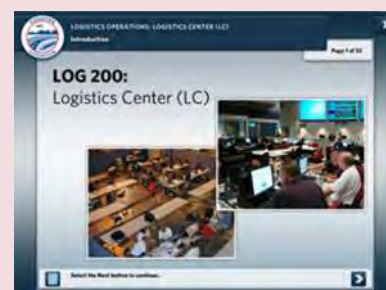 LOGISTICS OPERATIONS: LOGISTICS CENTER (LC)
Introduction
Page 1 of 33
LOG 200:
Logistics Center (LC)
Select the Next button to continue.